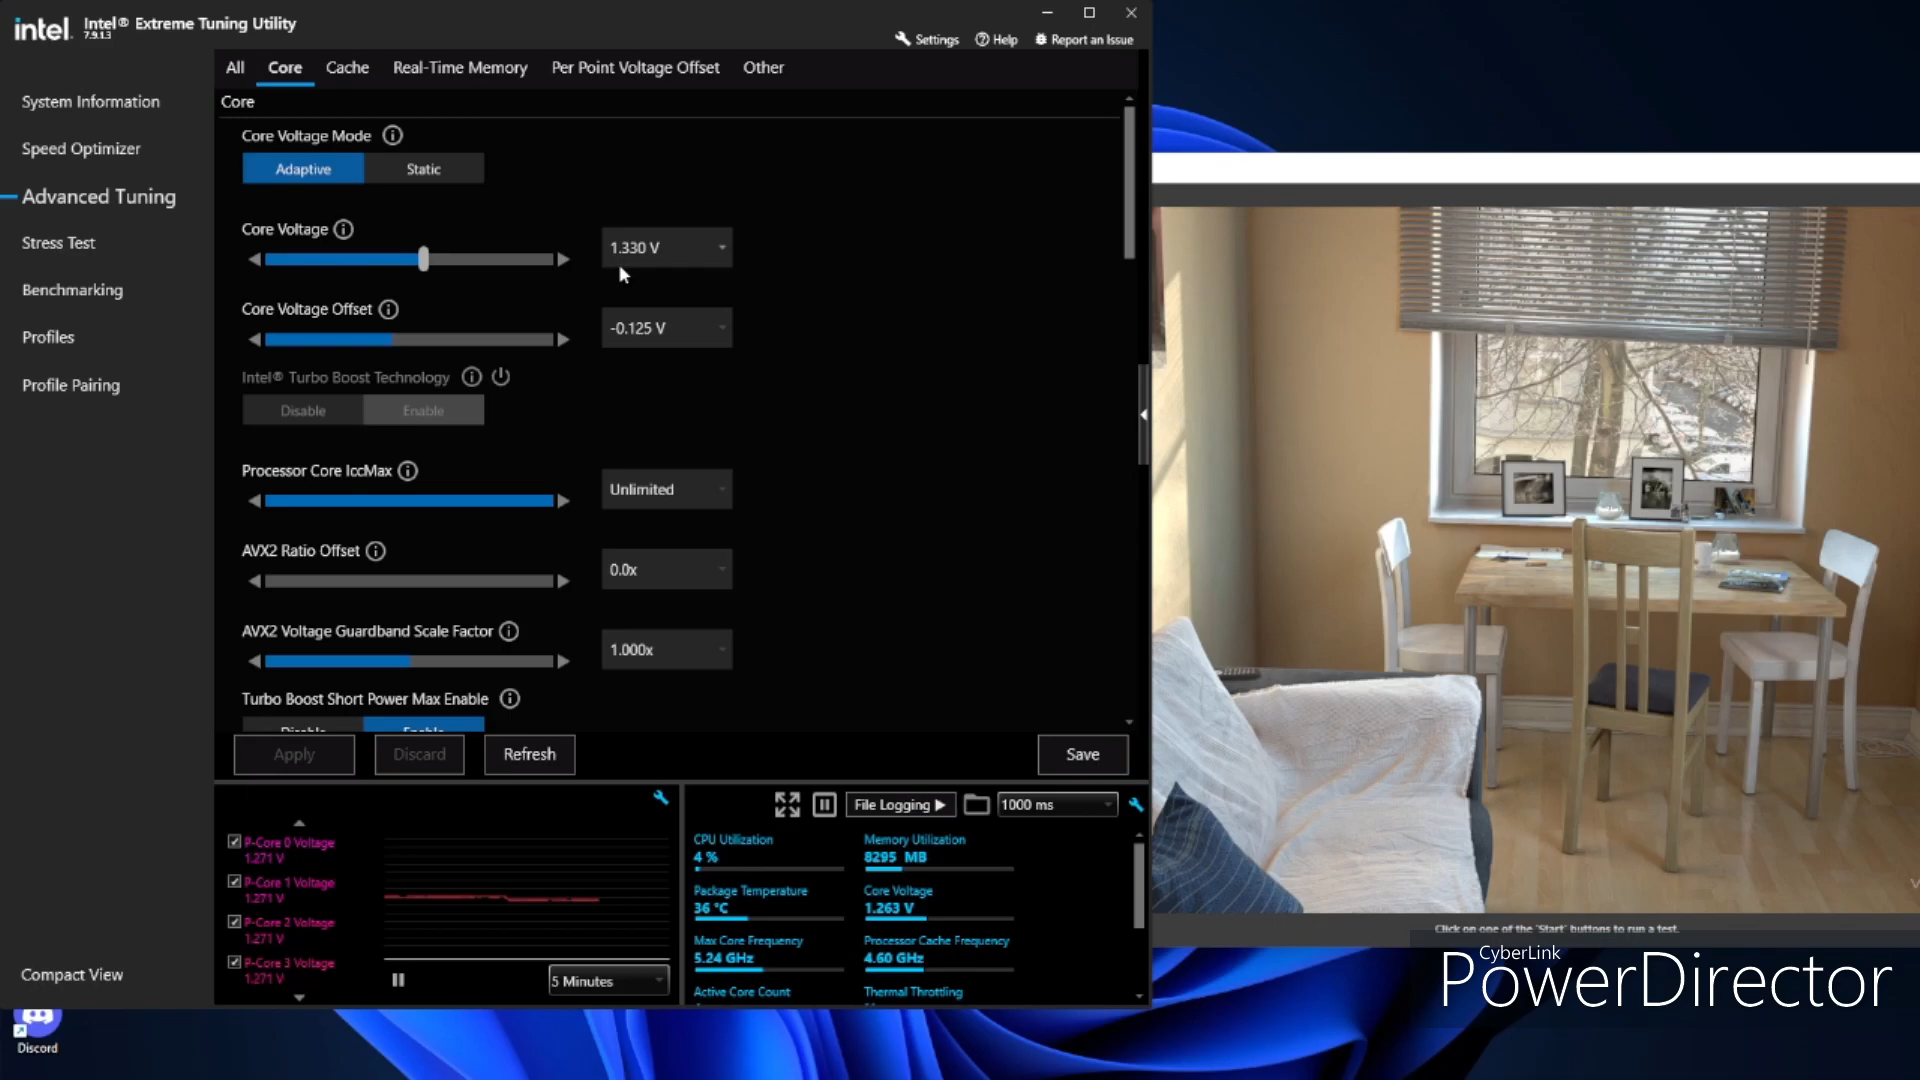 intel. Intel® Extreme Tuning Utility
7.9.1.3
Settings Help Report an Issue
All Core Cache Real-Time Memory Per Point Voltage Offset Other
System Information
Speed Optimizer
Advanced Tuning
Stress Test
Benchmarking
Profiles
Profile Pairing
Compact View
Core
Core Voltage Mode
Adaptive Static
Core Voltage
1.330 V
Core Voltage Offset
-0.125 V
Intel® Turbo Boost Technology
Disable Enable
Processor Core IccMax
Unlimited
AVX2 Ratio Offset
0.0x
AVX2 Voltage Guardband Scale Factor
1.000x
Turbo Boost Short Power Max Enable
Disable Enable
Apply Discard Refresh Save
P-Core 0 Voltage
1.271 V
P-Core 1 Voltage
1.271 V
P-Core 2 Voltage
1.271 V
P-Core 3 Voltage
1.271 V
5 Minutes
File Logging 1000 ms
CPU Utilization Memory Utilization
4 % 8295 MB
Package Temperature Core Voltage
36 °C 1.263 V
Max Core Frequency Processor Cache Frequency
5.24 GHz 4.60 GHz
Active Core Count Thermal Throttling
Click on one of the 'Start' buttons to run a test.
CyberLink
PowerDirector
Discord